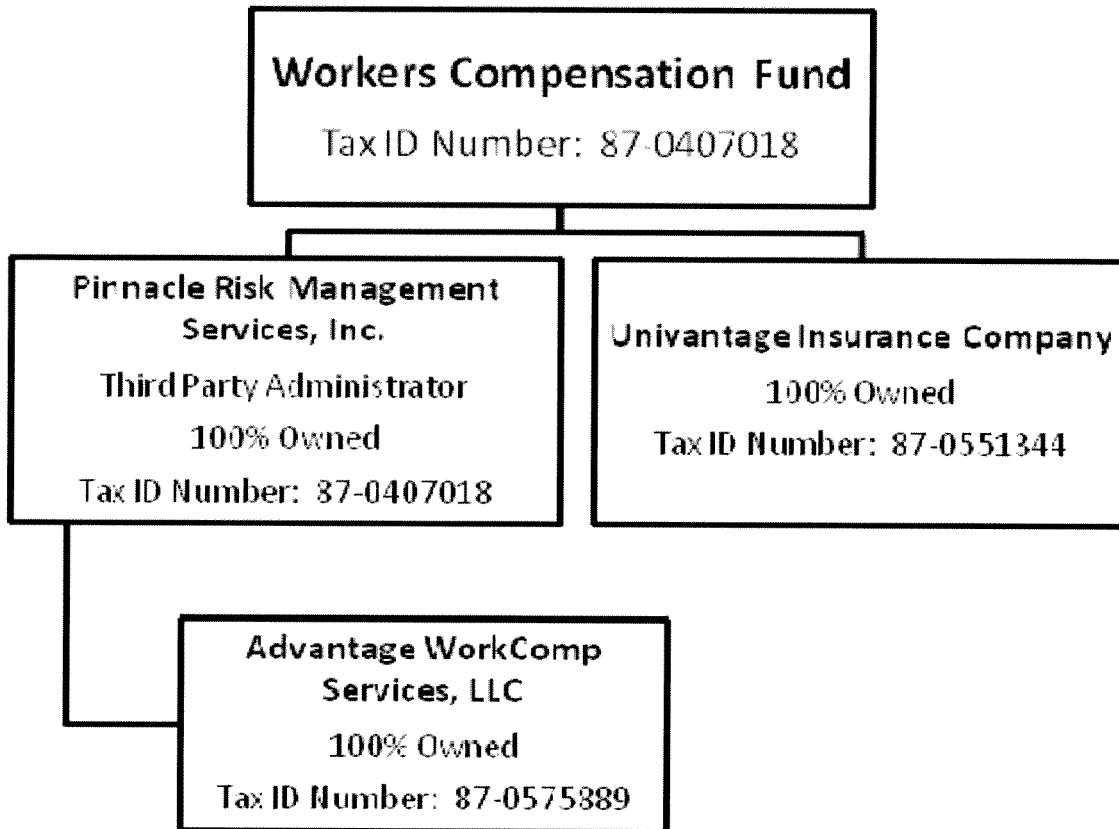 Workers Compensation Fund
Tax ID Number: 87-0407018
Pinnacle Risk Management
Services, Inc.
Third Party Administrator
100% Owned
Tax ID Number: 87-0407018
Univantage Insurance Company
100% Owned
Tax ID Number: 87-0551344
Advantage WorkComp
Services, LLC
100% Owned
Tax ID Number: 87-0575889